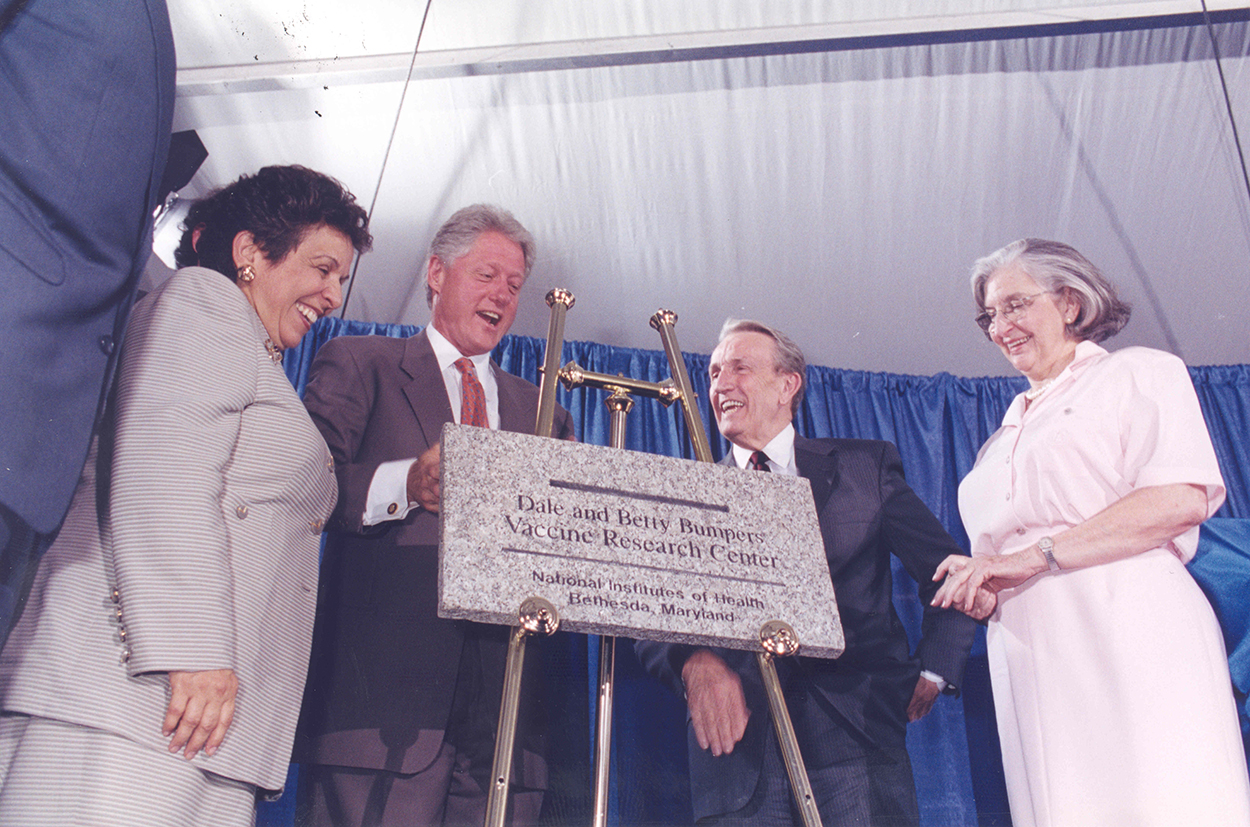 Dale and Betty Bumpers
Vaccine Research Center
National Institutes of Health
Bethesda, Maryland